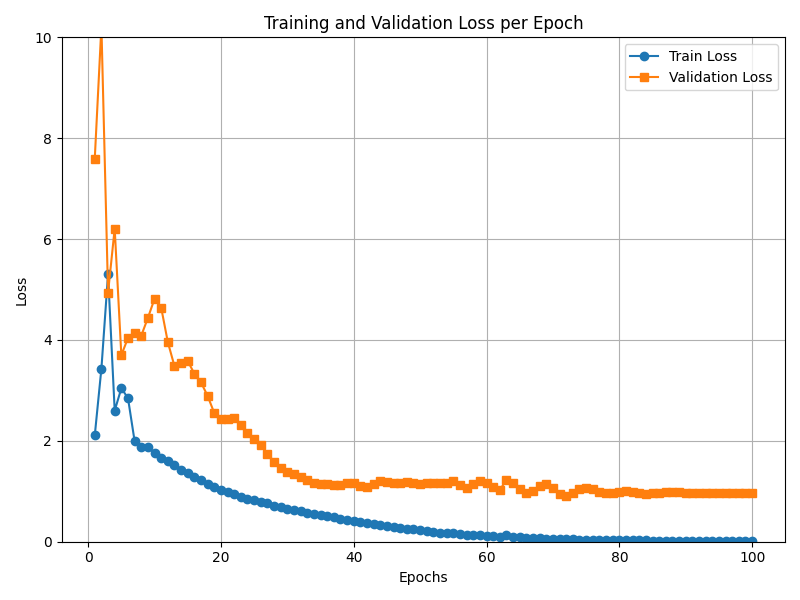 Training and Validation Loss per Epoch
Train Loss
Validation Loss
Loss
10
8
6
4
2
0
0 20 40 60 80 100
Epochs